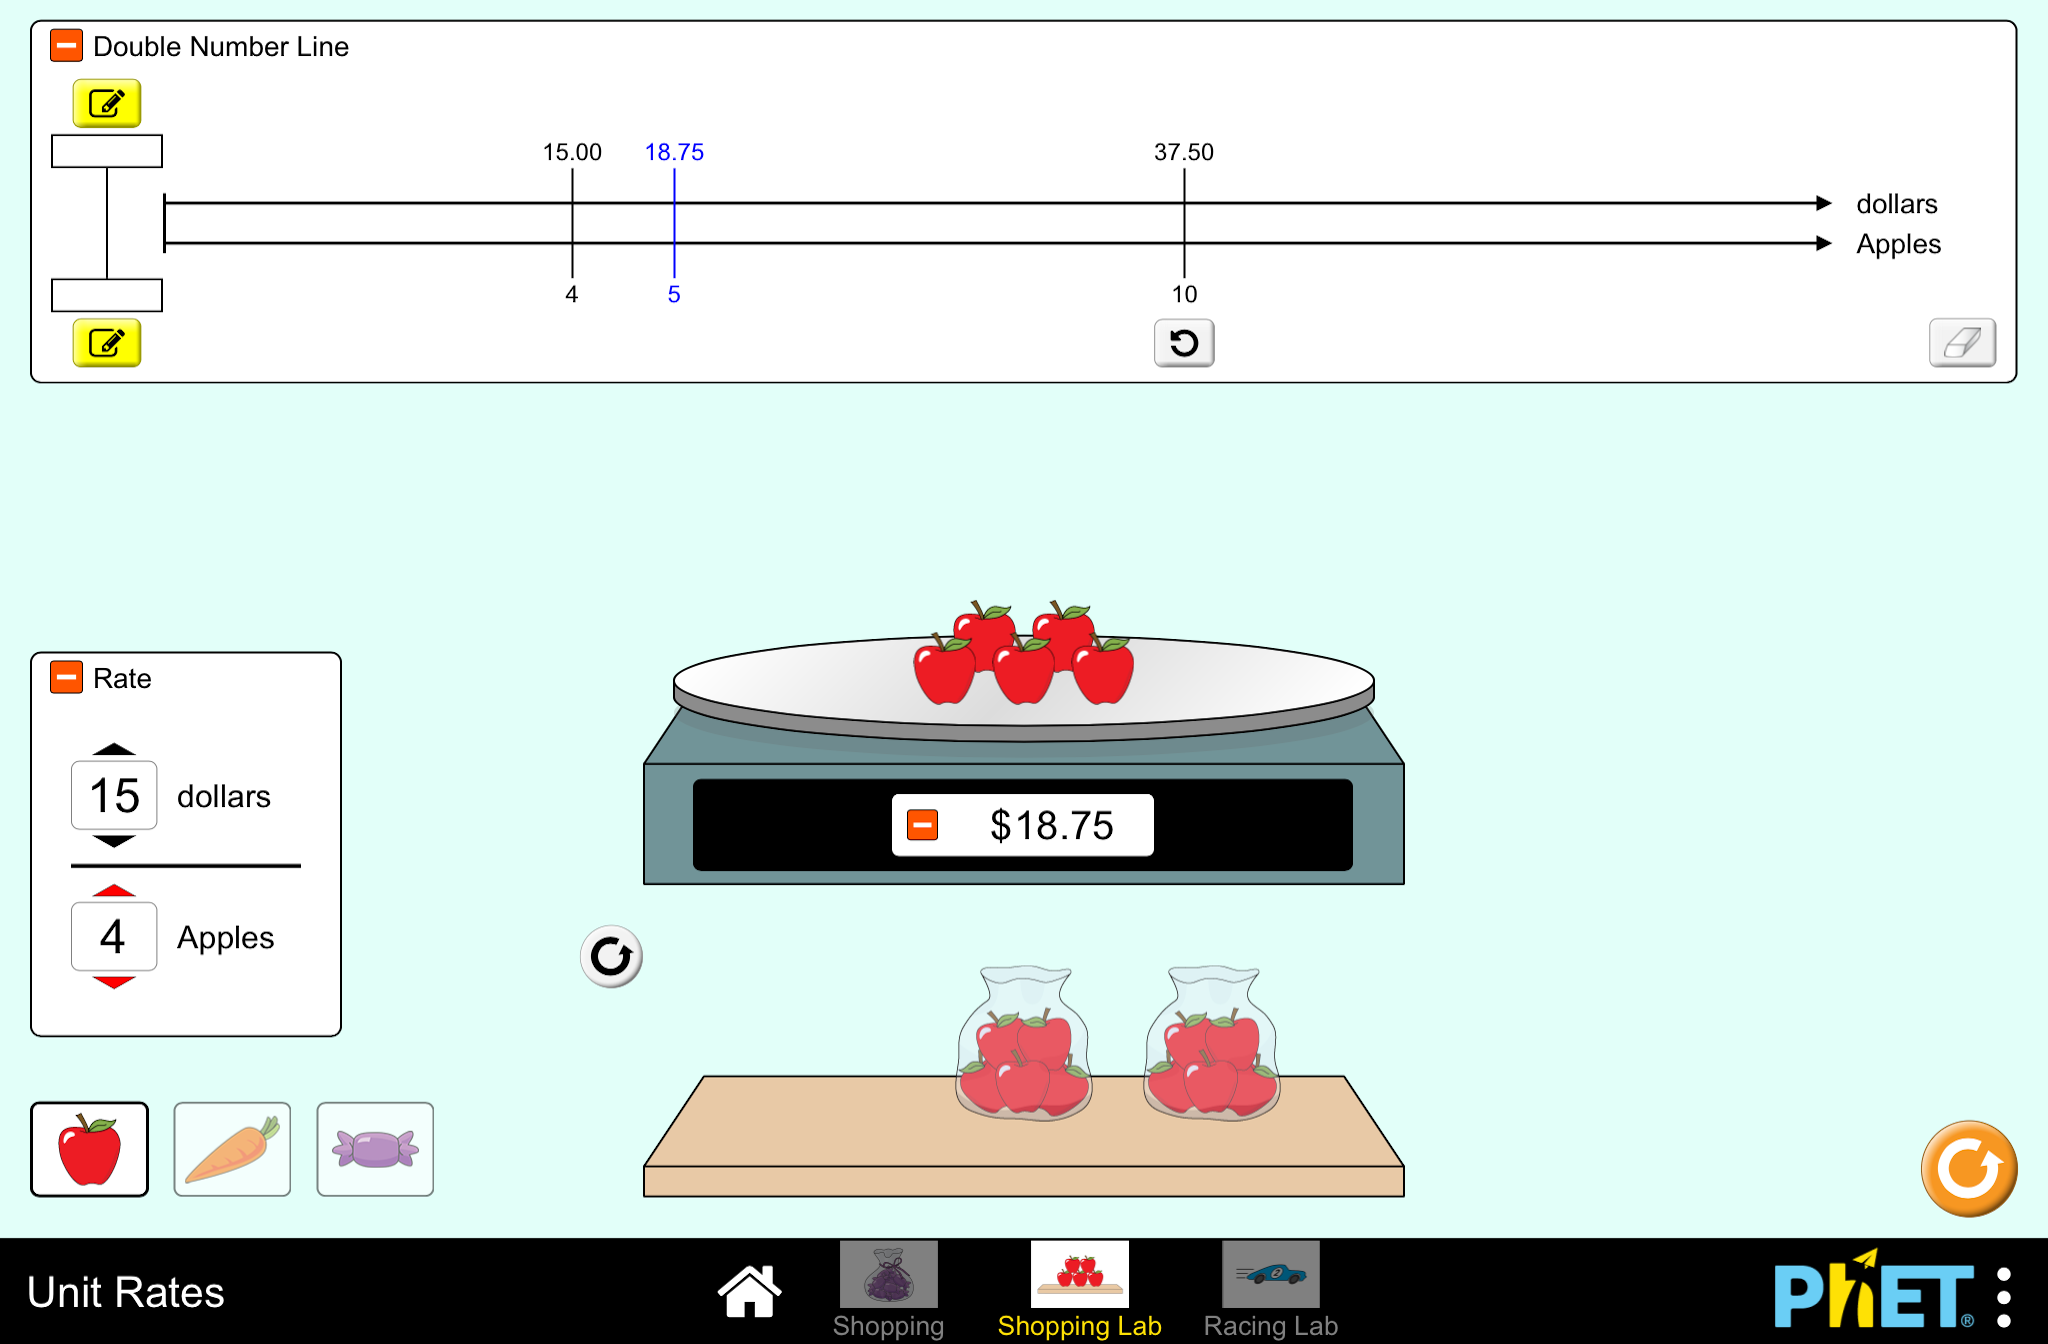 Double Number Line
15.00 18.75 37.50
dollars
Apples
4 5 10
Rate
15 dollars
4 Apples
$18.75
Unit Rates
Shopping
Shopping Lab
2
Racing Lab
PhET®